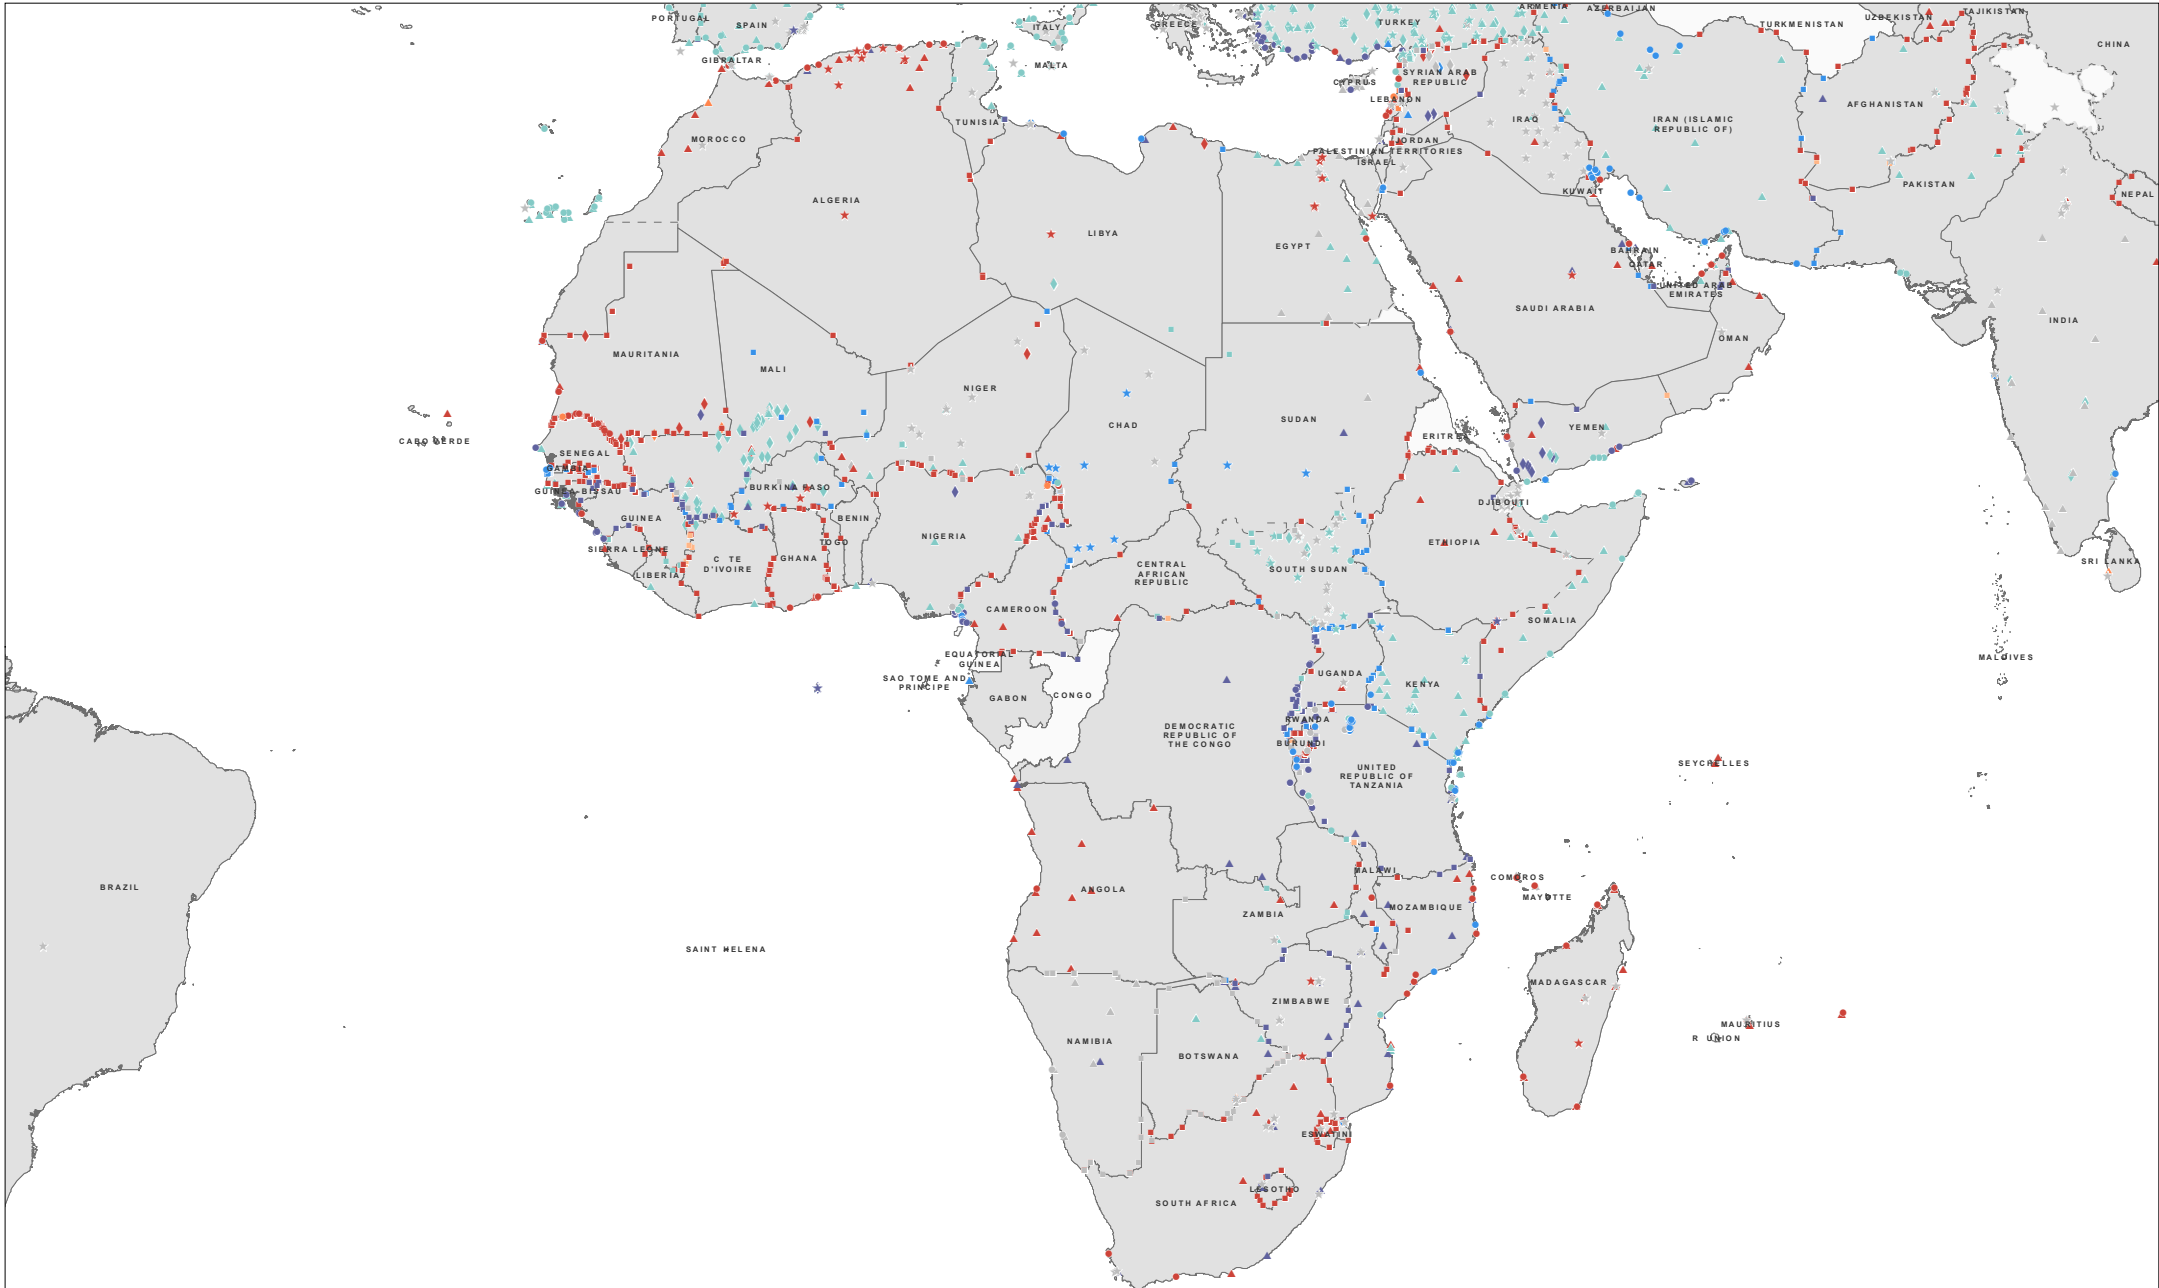 PORTUGAL
SPAIN
ITALY
GREECE
TURKEY
ARMENIA
AZERBAIJAN
TURKMENISTAN
UZBEKISTAN
TAJIKISTAN
CHINA
GIBRALTAR
MALTA
CYPRUS
SYRIAN ARAB
REPUBLIC
LEBANON
AFGHANISTAN
MOROCCO
TUNISIA
IRAQ
IRAN (ISLAMIC
REPUBLIC OF)
JORDAN
PALESTINIAN TERRITORIES
ISRAEL
KUWAIT
PAKISTAN
NEPAL
ALGERIA
LIBYA
EGYPT
BAHRAIN
QATAR
UNITED ARAB
EMIRATES
SAUDI ARABIA
OMAN
INDIA
MAURITANIA
MALI
NIGER
CHAD
SUDAN
ERITREA
YEMEN
CABO VERDE
SENEGAL
GAMBIA
GUINEA-BISSAU
BURKINA FASO
GUINEA
BENIN
NIGERIA
DJIBOUTI
SIERRA LEONE
C TE
D'IVOIRE
GHANA
TOGO
LIBERIA
CENTRAL
AFRICAN
REPUBLIC
SOUTH SUDAN
ETHIOPIA
SRI LANKA
CAMEROON
SOMALIA
EQUATORIAL
GUINEA
SAO TOME AND
PRINCIPE
GABON
CONGO
UGANDA
KENYA
MALDIVES
DEMOCRATIC
REPUBLIC OF
THE CONGO
RWANDA
BURUNDI
UNITED
REPUBLIC OF
TANZANIA
SEYCHELLES
BRAZIL
ANGOLA
MALAWI
COMOROS
MAYOTTE
ZAMBIA
MOZAMBIQUE
SAINT HELENA
MADAGASCAR
ZIMBABWE
MAURITIUS
R UNION
NAMIBIA
BOTSWANA
ESWATINI
LESOTHO
SOUTH AFRICA